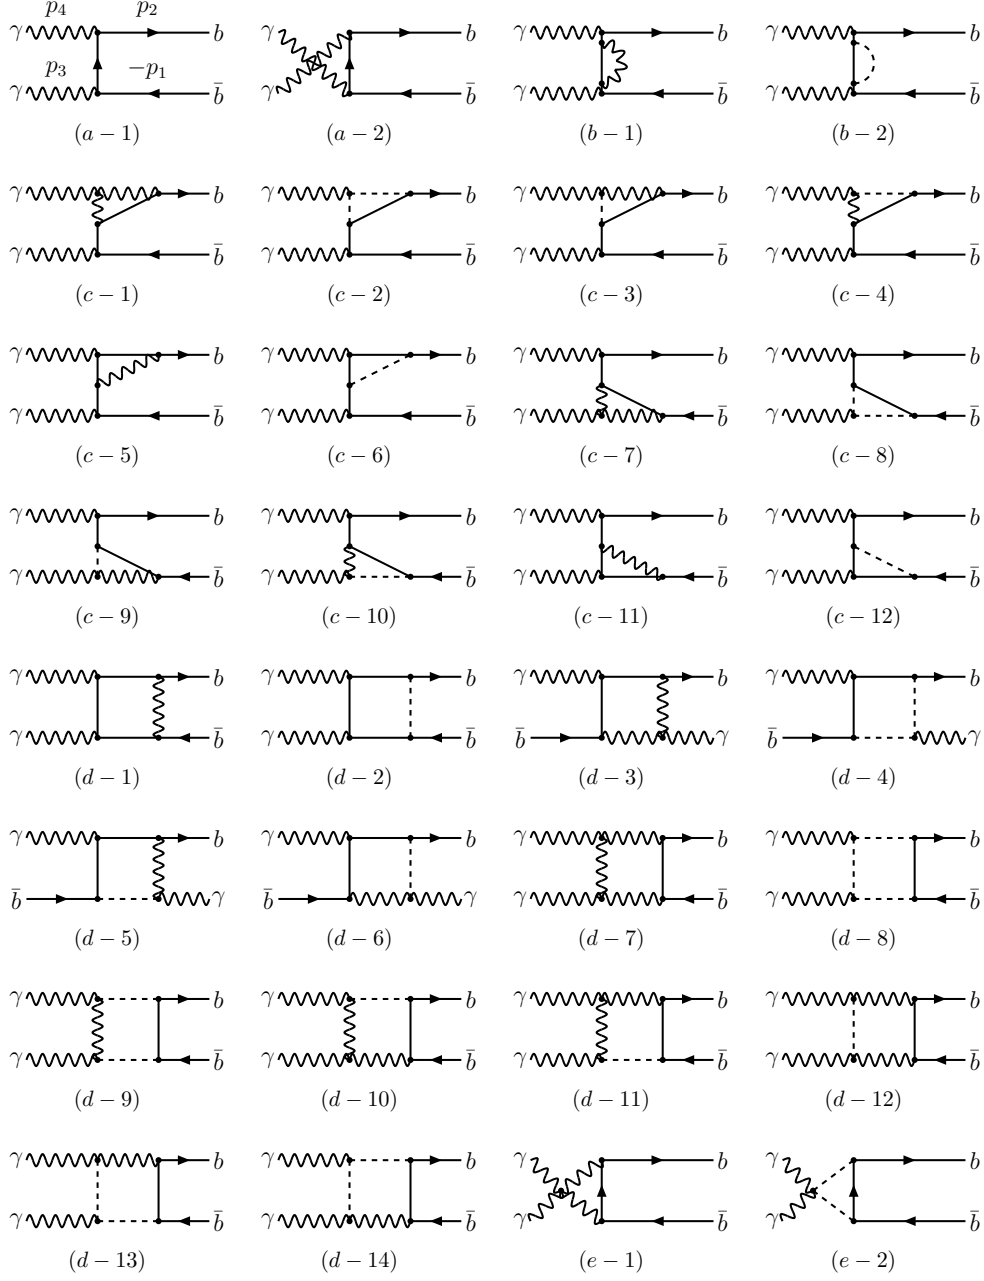 γ p₄ p₂ b γ b
γ b γ b
γ p₃ −p₁ b̄ γ b̄
γ b̄ γ b̄
(a − 1) (a − 2) (b − 1) (b − 2)
γ b γ b γ b γ b
γ b̄ γ b̄ γ b̄ γ b̄
(c − 1) (c − 2) (c − 3) (c − 4)
γ b γ b γ b γ b
γ b̄ γ b̄ γ b̄ γ b̄
(c − 5) (c − 6) (c − 7) (c − 8)
γ b γ b γ b γ b
γ b̄ γ b̄ γ b̄ γ b̄
(c − 9) (c − 10) (c − 11) (c − 12)
γ b γ b γ b γ b
γ b̄ γ b̄ b̄ γ b̄ γ
(d − 1) (d − 2) (d − 3) (d − 4)
γ b γ b γ b γ b
b̄ γ b̄ γ γ b̄ γ b̄
(d − 5) (d − 6) (d − 7) (d − 8)
γ b γ b γ b γ b
γ b̄ γ b̄ γ b̄ γ b̄
(d − 9) (d − 10) (d − 11) (d − 12)
γ b γ b γ b γ b
γ b̄ γ b̄ γ b̄ γ b̄
(d − 13) (d − 14) (e − 1) (e − 2)